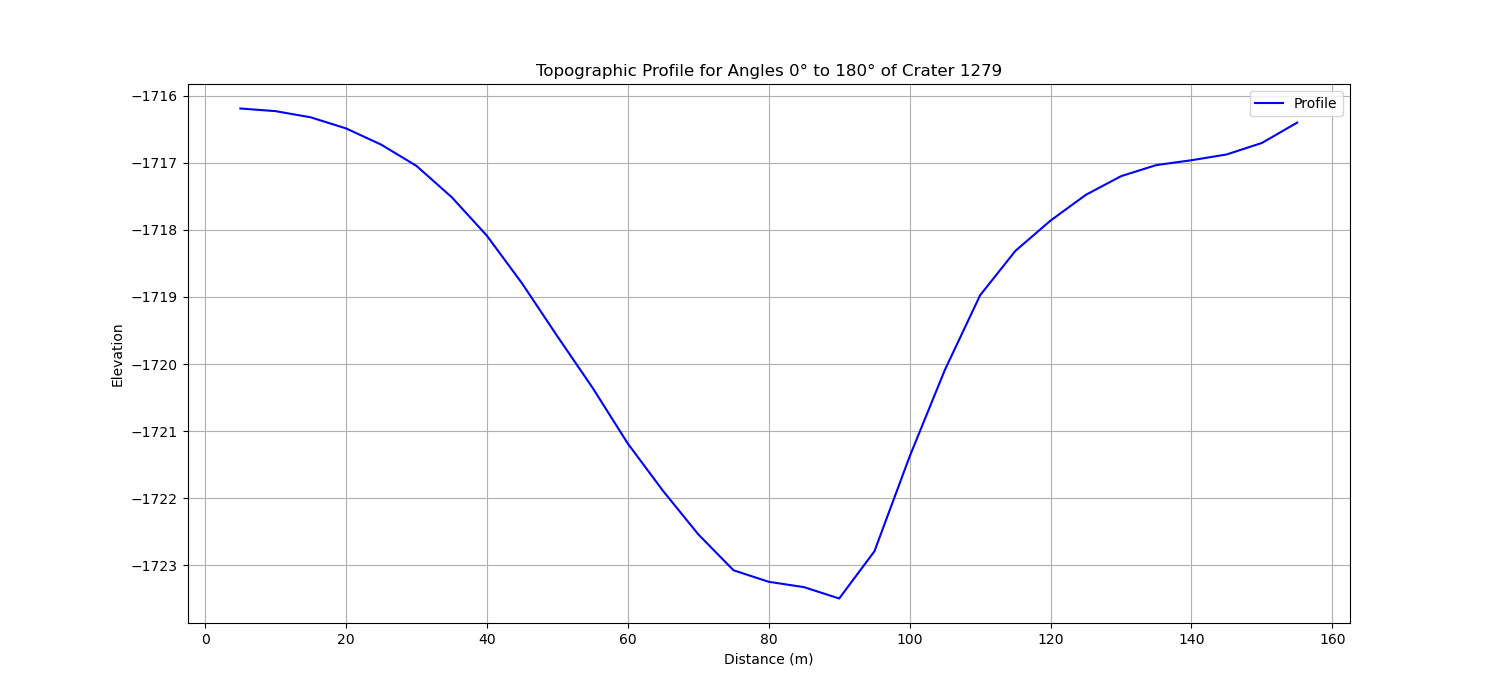 Topographic Profile for Angles 0° to 180° of Crater 1279
Profile
−1716
−1717
−1718
−1719
−1720
−1721
−1722
−1723
Elevation
0 20 40 60 80 100 120 140 160
Distance (m)